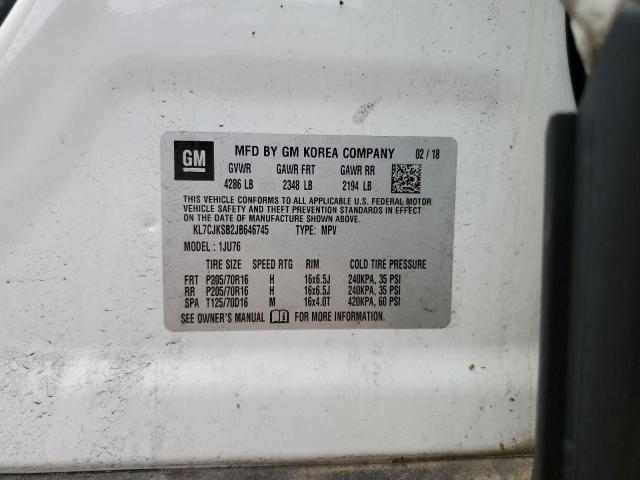 GM
MFD BY GM KOREA COMPANY 02 / 18
GVWR GAWR FRT GAWR RR
4286 LB 2348 LB 2194 LB
THIS VEHICLE CONFORMS TO ALL APPLICABLE U.S. FEDERAL MOTOR
VEHICLE SAFETY, BUMPER, AND THEFT PREVENTION STANDARDS IN
EFFECT ON THE DATE OF MANUFACTURE SHOWN ABOVE.
KL7CJKSB2JB646745 TYPE: MPV
MODEL : 1JU76
TIRE SIZE SPEED RTG RIM COLD TIRE PRESSURE
FRT P205/70R16 H 16x6.5J 240KPA, 35 PSI
RR P205/70R16 H 16x6.5J 240KPA, 35 PSI
SPA T125/70D16 M 16x4.0T 420KPA, 60 PSI
SEE OWNER'S MANUAL FOR MORE INFORMATION.